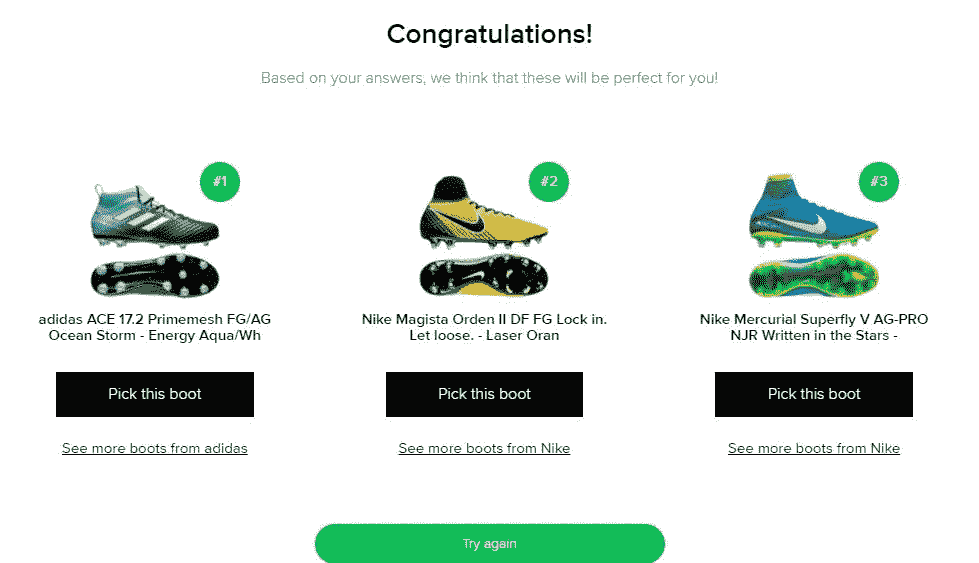 Congratulations!
Based on your answers, we think that these will be perfect for you!
#1
#2
#3
adidas ACE 17.2 Primemesh FG/AG
Ocean Storm - Energy Aqua/Wh
Nike Magista Orden II DF FG Lock in.
Let loose. - Laser Oran
Nike Mercurial Superfly V AG-PRO
NJR Written in the Stars -
Pick this boot
Pick this boot
Pick this boot
See more boots from adidas
See more boots from Nike
See more boots from Nike
Try again